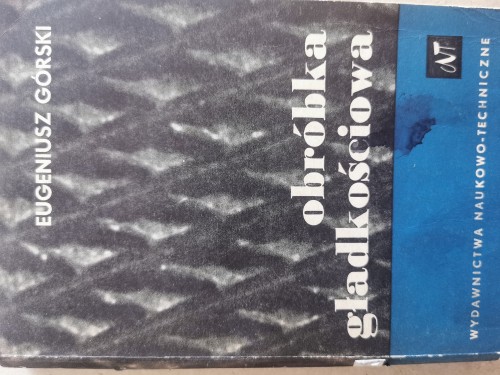 EUGENIUSZ GÓRSKI
obróbka
gładkościowa
WNT
WYDAWNICTWA NAUKOWO-TECHNICZNE